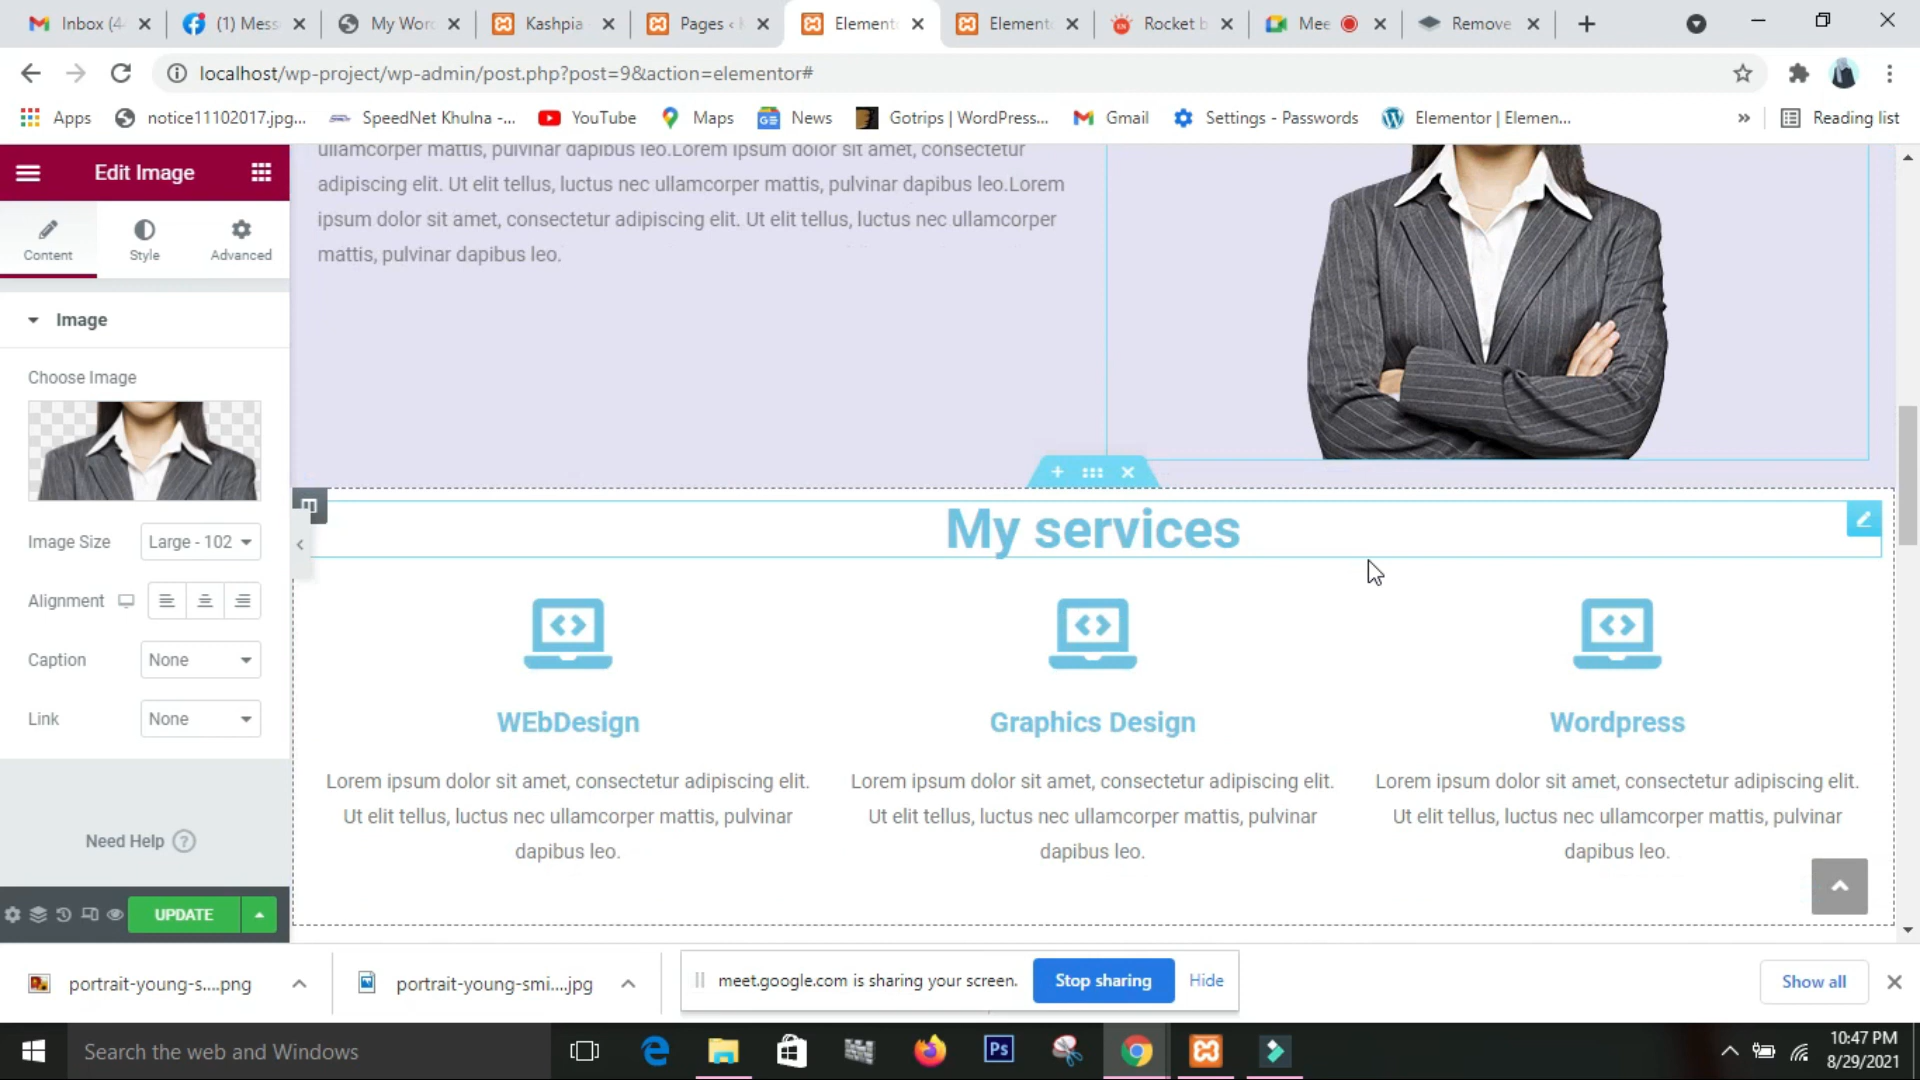 Inbox (4
(1) Mess
My Worc
Kashpia
Pages ‹
Element
Elemento
Rocket b
Mee
Remove
localhost/wp-project/wp-admin/post.php?post=9&action=elementor#
Apps
notice11102017.jpg...
SpeedNet Khulna -...
YouTube
Maps
News
Gotrips | WordPress...
Gmail
Settings - Passwords
Elementor | Elemen...
»
Reading list
Edit Image
Content
Style
Advanced
Image
Choose Image
Image Size
Large - 102
Alignment
Caption
None
Link
None
Need Help ?
UPDATE
ullamcorper mattis, pulvinar dapibus leo.Lorem ipsum dolor sit amet, consectetur
adipiscing elit. Ut elit tellus, luctus nec ullamcorper mattis, pulvinar dapibus leo.Lorem
ipsum dolor sit amet, consectetur adipiscing elit. Ut elit tellus, luctus nec ullamcorper
mattis, pulvinar dapibus leo.
My services
WEbDesign
Lorem ipsum dolor sit amet, consectetur adipiscing elit.
Ut elit tellus, luctus nec ullamcorper mattis, pulvinar
dapibus leo.
Graphics Design
Lorem ipsum dolor sit amet, consectetur adipiscing elit.
Ut elit tellus, luctus nec ullamcorper mattis, pulvinar
dapibus leo.
Wordpress
Lorem ipsum dolor sit amet, consectetur adipiscing elit.
Ut elit tellus, luctus nec ullamcorper mattis, pulvinar
dapibus leo.
portrait-young-s....png
portrait-young-smi....jpg
meet.google.com is sharing your screen.
Stop sharing
Hide
Show all
Search the web and Windows
Ps
10:47 PM
8/29/2021